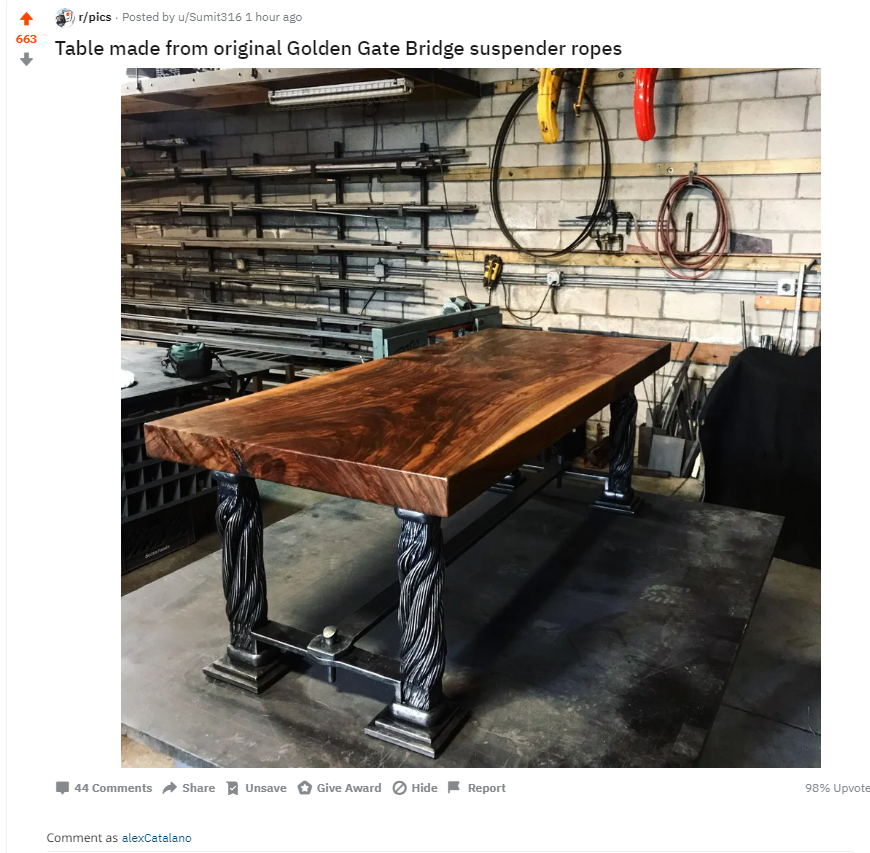 r/pics · Posted by u/Sumit316 1 hour ago
663
Table made from original Golden Gate Bridge suspender ropes
44 Comments Share Unsave Give Award Hide Report 98% Upvote
Comment as alexCatalano